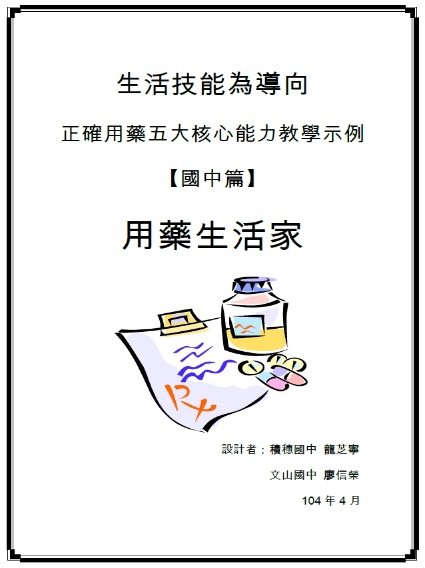 生活技能為導向
正確用藥五大核心能力教學示例
【國中篇】
用藥生活家
Rx
設計者：積穗國中 龍芝寧
文山國中 廖信榮
104 年 4 月